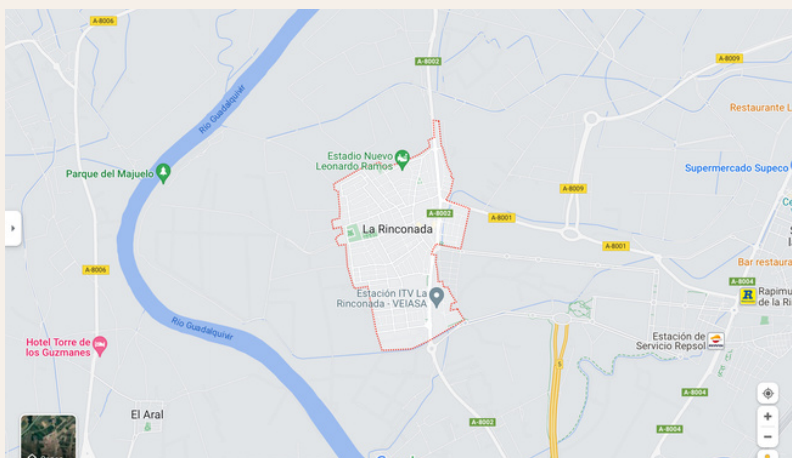 A-8006
A-8002
A-8009
Río Guadalquivir
Restaurante L
Estadio Nuevo
Leonardo Ramos
Parque del Majuelo
Supermercado Supeco
A-8009
A-8002
A-8001
La Rinconada
A-8001
A-8006
Bar restaura
A-8004
Estación ITV La
Rinconada - VEIASA
R
Rapimu
de la Ri
Río Guadalquivir
Estación de
Servicio Repsol
Hotel Torre de
los Guzmanes
A-8004
El Aral
A-8002
A-8004